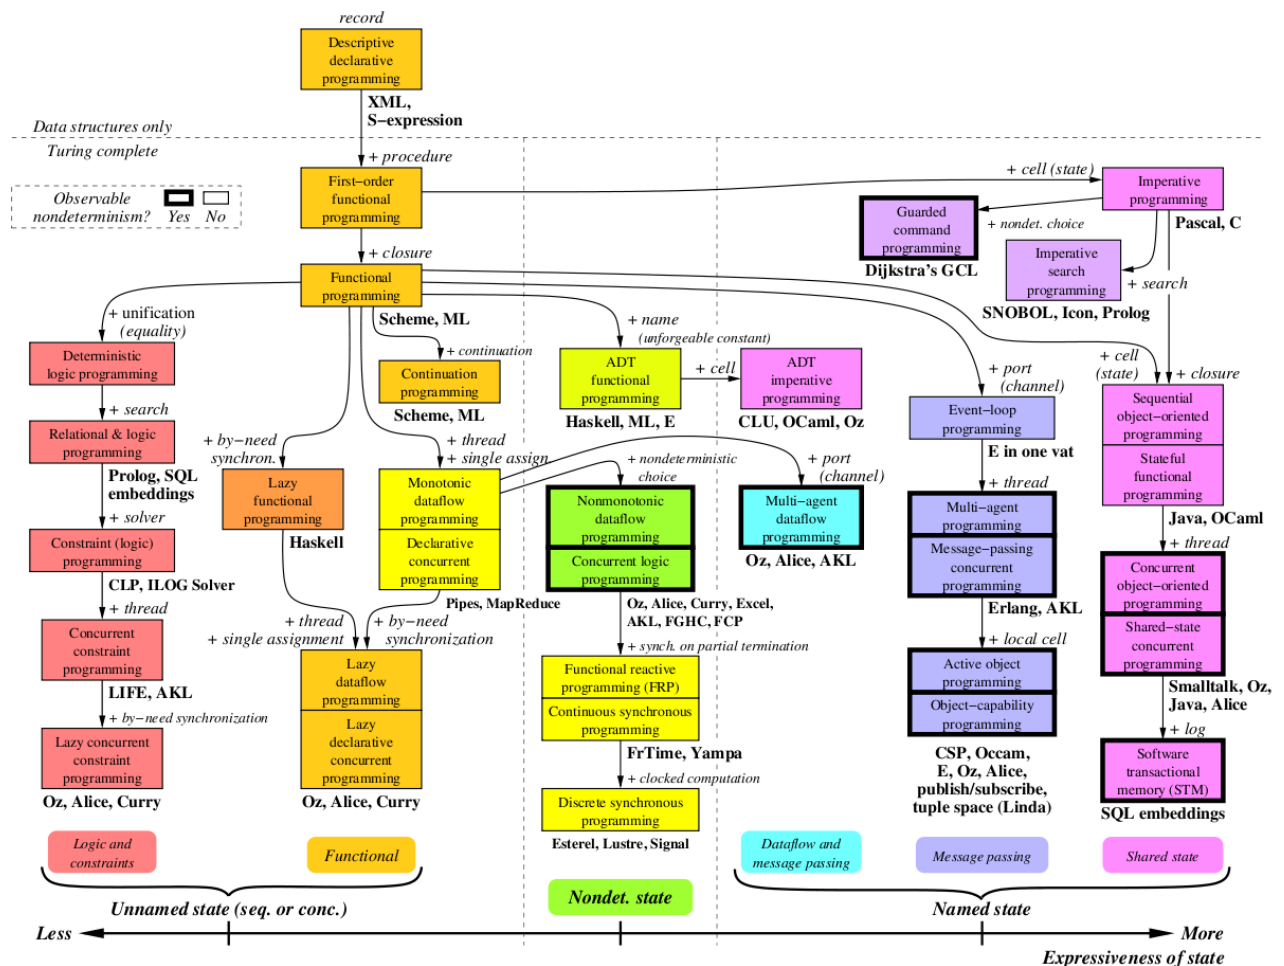 record
Descriptive
declarative
programming
XML,
S−expression
Data structures only
Turing complete
+ procedure
Observable
nondeterminism?
Yes
No
First−order
functional
programming
+ cell (state)
Imperative
programming
Pascal, C
+ nondet. choice
Guarded
command
programming
Dijkstra's GCL
Imperative
search
programming
+ search
SNOBOL, Icon, Prolog
+ closure
Functional
programming
Scheme, ML
+ unification
(equality)
+ continuation
Continuation
programming
Scheme, ML
+ name
(unforgeable constant)
ADT
functional
programming
Haskell, ML, E
+ cell
ADT
imperative
programming
CLU, OCaml, Oz
+ port
(channel)
Event−loop
programming
E in one vat
+ cell
(state)
+ closure
Sequential
object−oriented
programming
Stateful
functional
programming
Java, OCaml
Deterministic
logic programming
+ search
Relational & logic
programming
Prolog, SQL
embeddings
+ solver
Constraint (logic)
programming
CLP, ILOG Solver
+ thread
Concurrent
constraint
programming
LIFE, AKL
+ by−need synchronization
Lazy concurrent
constraint
programming
Oz, Alice, Curry
+ by−need
synchron.
Lazy
functional
programming
Haskell
+ thread
+ single assign.
Monotonic
dataflow
programming
Declarative
concurrent
programming
Pipes, MapReduce
+ thread
+ single assignment
+ by−need
synchronization
Lazy
dataflow
programming
Lazy
declarative
concurrent
programming
Oz, Alice, Curry
+ nondeterministic
choice
Nonmonotonic
dataflow
programming
Concurrent logic
programming
Oz, Alice, Curry, Excel,
AKL, FGHC, FCP
+ synch. on partial termination
Functional reactive
programming (FRP)
Continuous synchronous
programming
FrTime, Yampa
+ clocked computation
Discrete synchronous
programming
Esterel, Lustre, Signal
+ port
(channel)
Multi−agent
dataflow
programming
Oz, Alice, AKL
+ thread
Multi−agent
programming
Message−passing
concurrent
programming
Erlang, AKL
+ local cell
Active object
programming
Object−capability
programming
CSP, Occam,
E, Oz, Alice,
publish/subscribe,
tuple space (Linda)
+ thread
Concurrent
object−oriented
programming
Shared−state
concurrent
programming
Smalltalk, Oz,
Java, Alice
+ log
Software
transactional
memory (STM)
SQL embeddings
Logic and
constraints
Functional
Dataflow and
message passing
Message passing
Shared state
Unnamed state (seq. or conc.)
Nondet. state
Named state
Less
More
Expressiveness of state